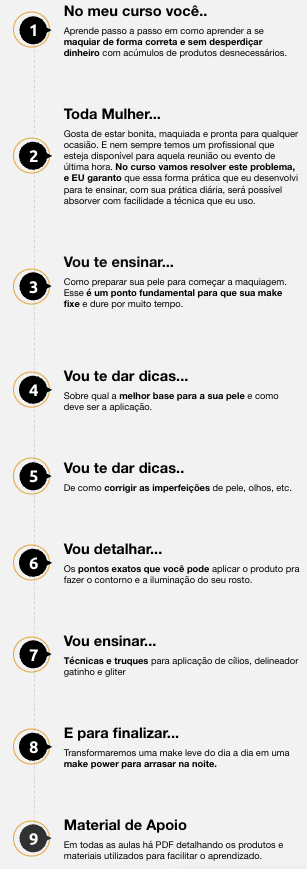 No meu curso você..
1
Aprende passo a passo em como aprender a se
maquiar de forma correta e sem desperdiçar
dinheiro com acúmulos de produtos desnecessários.
Toda Mulher...
2
Gosta de estar bonita, maquiada e pronta para qualquer
ocasião. E nem sempre temos um profissional que
esteja disponível para aquela reunião ou evento de
última hora. No curso vamos resolver este problema,
e EU garanto que essa forma prática que eu desenvolvi
para te ensinar, com sua prática diária, será possível
absorver com facilidade a técnica que eu uso.
Vou te ensinar...
3
Como preparar sua pele para começar a maquiagem.
Esse é um ponto fundamental para que sua make
fixe e dure por muito tempo.
Vou te dar dicas...
4
Sobre qual a melhor base para a sua pele e como
deve ser a aplicação.
Vou te dar dicas..
5
De como corrigir as imperfeições de pele, olhos, etc.
Vou detalhar...
6
Os pontos exatos que você pode aplicar o produto pra
fazer o contorno e a iluminação do seu rosto.
Vou ensinar...
7
Técnicas e truques para aplicação de cílios, delineador
gatinho e gliter
E para finalizar...
8
Transformaremos uma make leve do dia a dia em uma
make power para arrasar na noite.
Material de Apoio
9
Em todas as aulas há PDF detalhando os produtos e
materiais utilizados para facilitar o aprendizado.